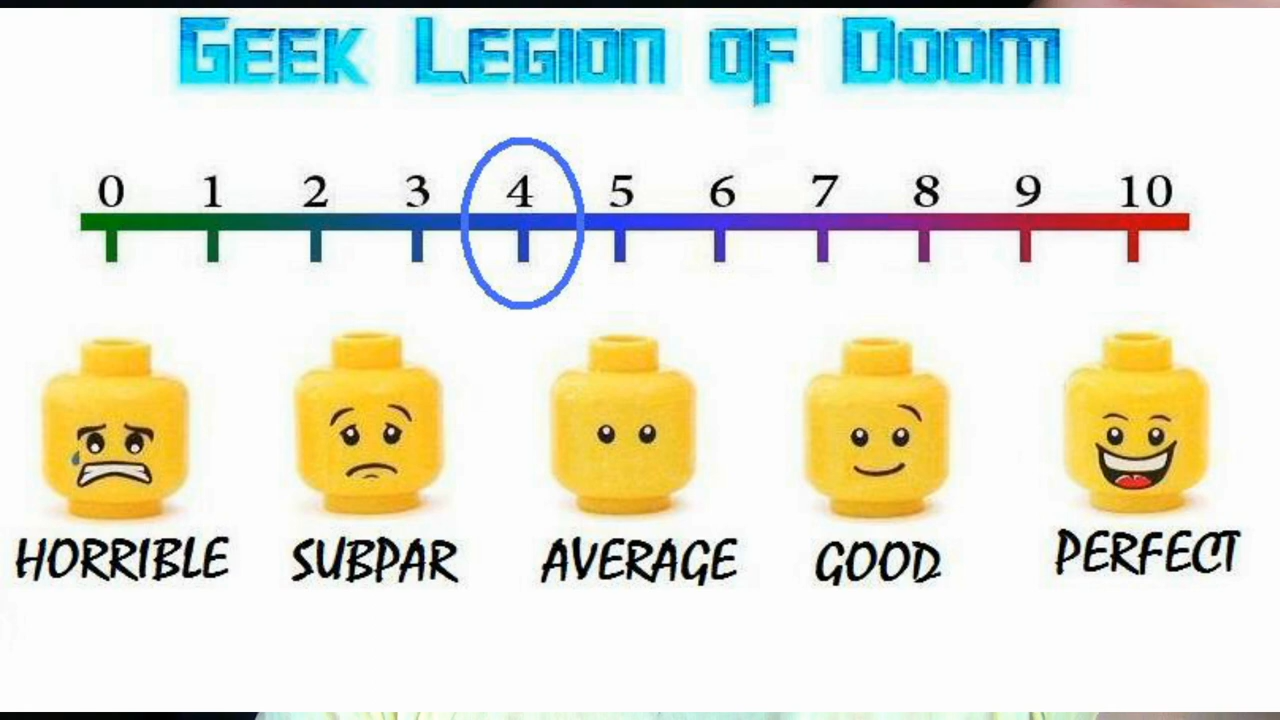 Geek Legion of Doom
0 1 2 3 4 5 6 7 8 9 10
HORRIBLE SUBPAR AVERAGE GOOD PERFECT